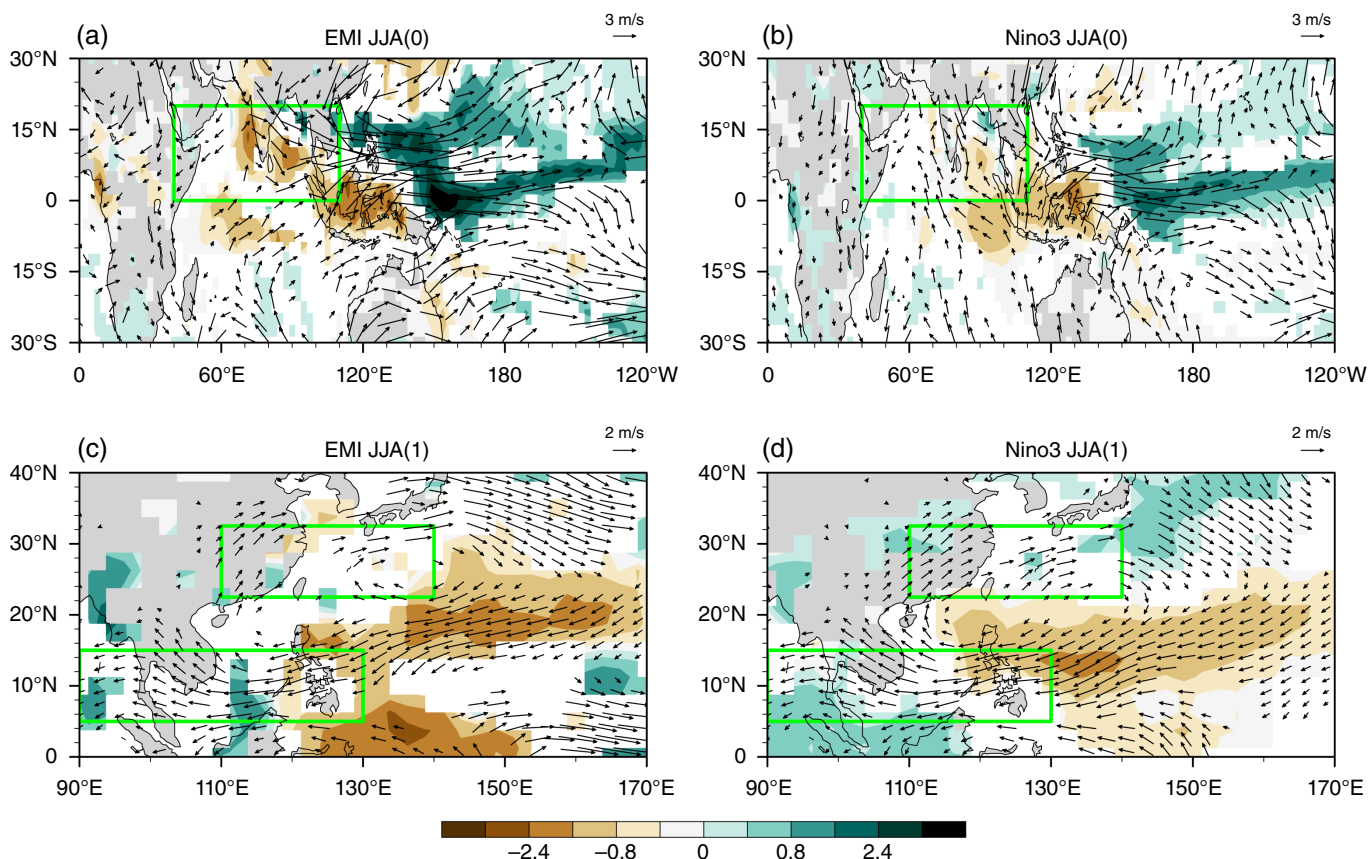 (a) EMI JJA(0) 3 m/s
30°N
15°N
0
15°S
30°S
0 60°E 120°E 180 120°W
(b) Nino3 JJA(0) 3 m/s
30°N
15°N
0
15°S
30°S
0 60°E 120°E 180 120°W
(c) EMI JJA(1) 2 m/s
40°N
30°N
20°N
10°N
0
90°E 110°E 130°E 150°E 170°E
(d) Nino3 JJA(1) 2 m/s
40°N
30°N
20°N
10°N
0
90°E 110°E 130°E 150°E 170°E
−2.4 −0.8 0 0.8 2.4